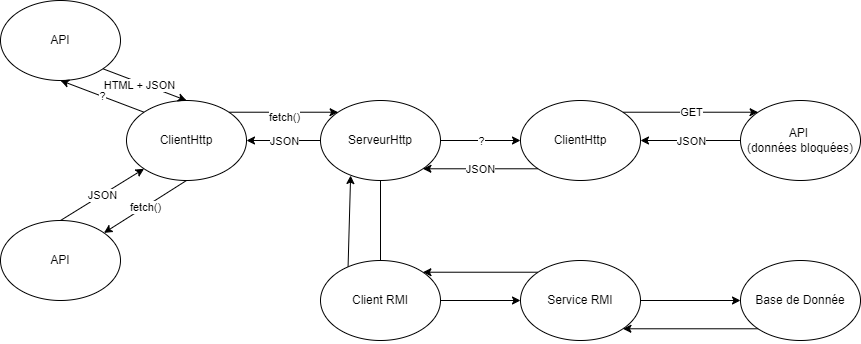 API
HTML + JSON
?
ClientHttp
fetch()
JSON
ServeurHttp
?
JSON
ClientHttp
GET
JSON
API
(données bloquées)
JSON
fetch()
API
Client RMI
Service RMI
Base de Donnée